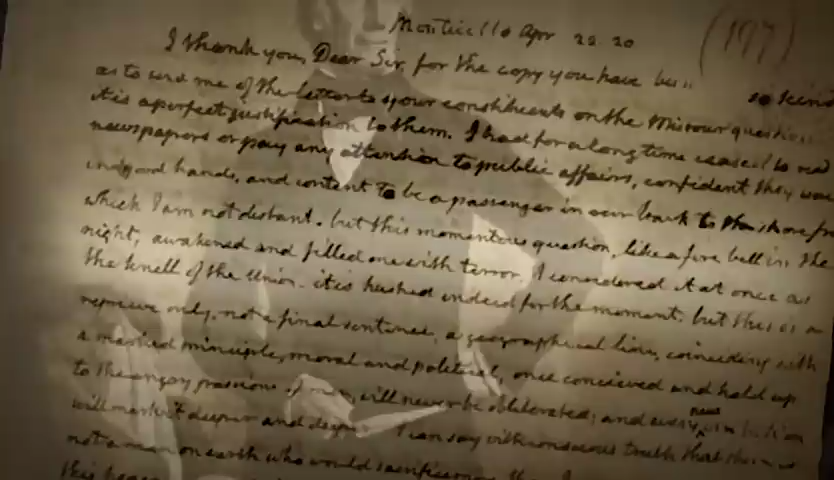 Monticello Apr 22. 20
(197)
I thank you, Dear Sir, for the copy you have been so kind
as to send me of the letter to your constituents on the Missouri question.
it is a perfect justification to them. I had for a long time ceased to read
newspapers or pay any attention to public affairs, confident they were
in good hands, and content to be a passenger in our bark to the shore from
which I am not distant. but this momentous question, like a fire bell in the
night, awakened and filled me with terror. I considered it at once as
the knell of the Union. it is hushed indeed for the moment. but this is a
reprieve only, not a final sentence. a geographical line, coinciding with
a marked principle, moral and political, once conceived and held up
to the angry passions of men, will never be obliterated; and every new irritation
will mark it deeper and deeper. I can say with conscious truth that there is
not a man on earth who would sacrifice more than I
this heavy